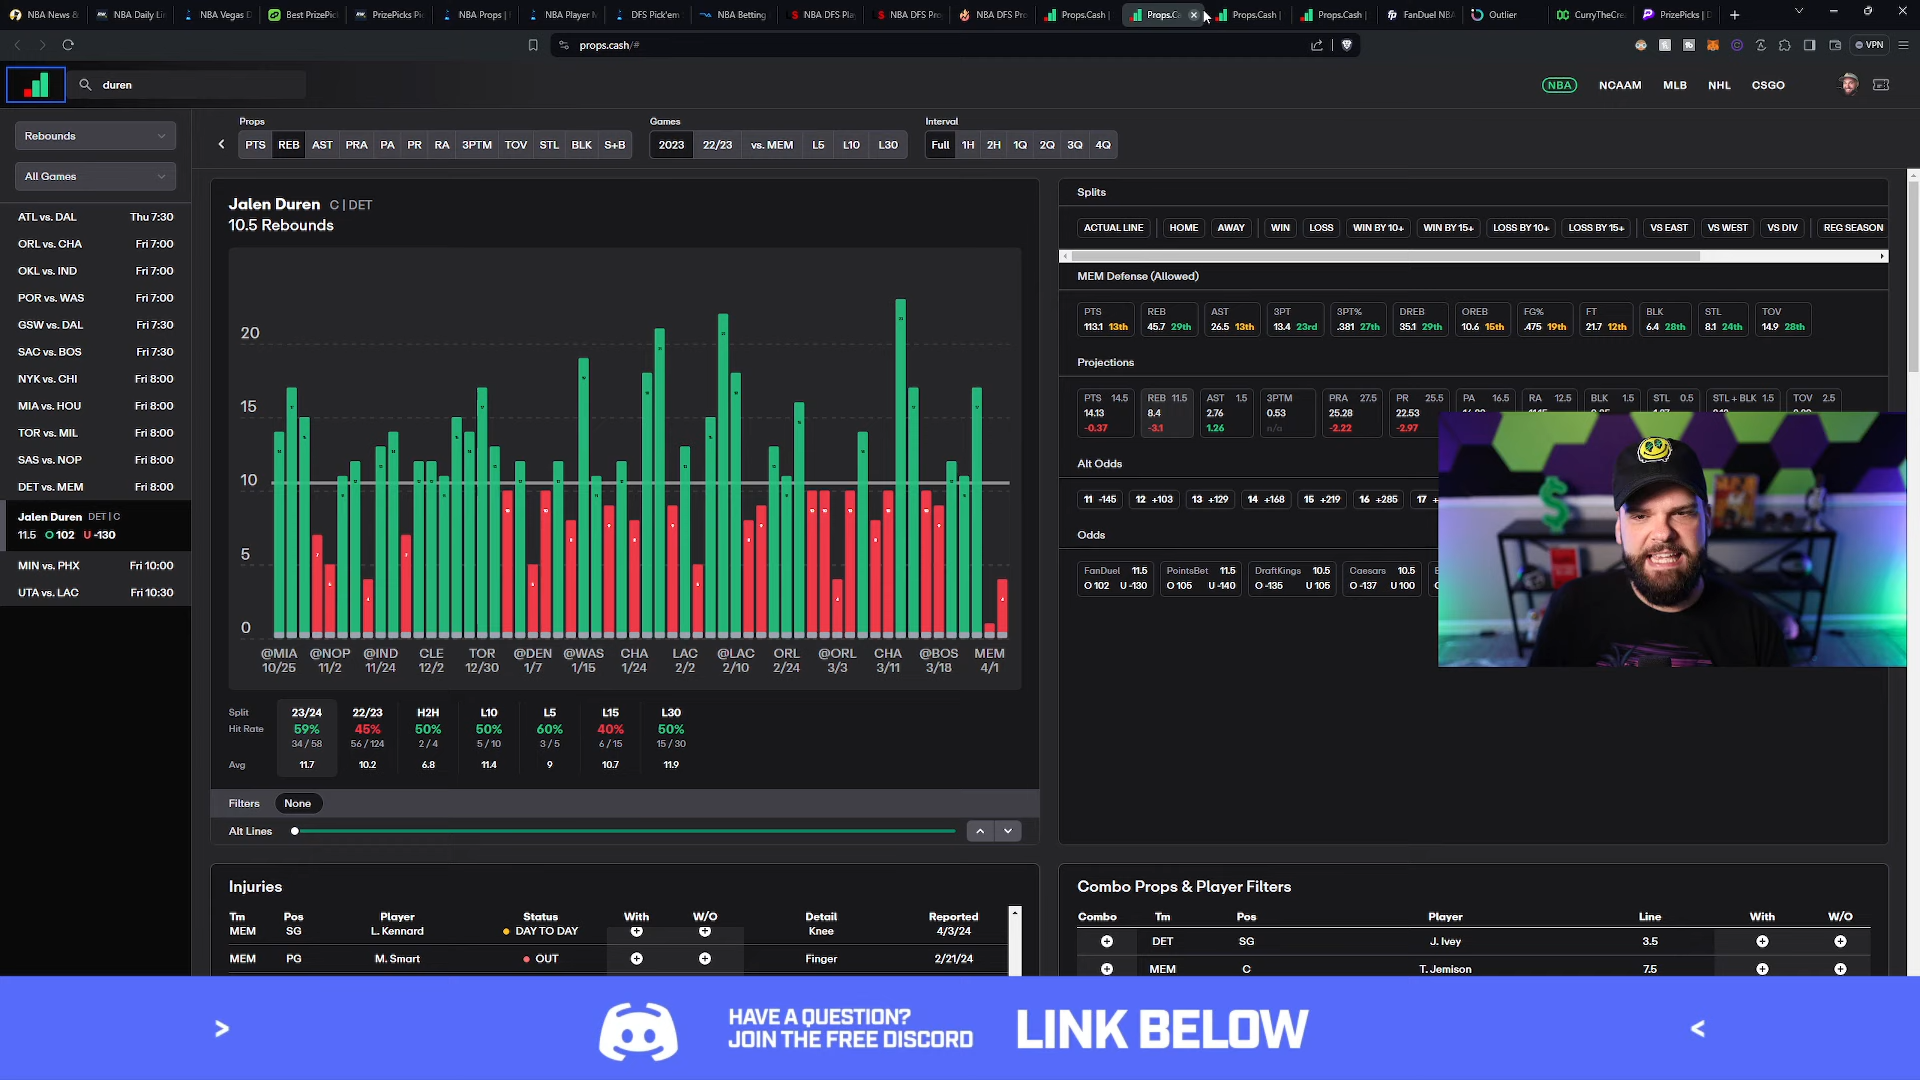 NBA News &
NBA Daily Li
NBA Vegas D
Best PrizePic
PrizePicks Pi
NBA Props |
NBA Player M
DFS Pick'em
NBA Betting
NBA DFS Pla
NBA DFS Pro
NBA DFS Pro
Props.Cash |
Props.C
Props.Cash |
Props.Cash |
FanDuel NBA
Outlier
CurryTheCre
PrizePicks | D
props.cash/#
VPN
duren
NBA NCAAM MLB NHL CSGO
Rebounds
All Games
ATL vs. DAL Thu 7:30
ORL vs. CHA Fri 7:00
OKL vs. IND Fri 7:00
POR vs. WAS Fri 7:00
GSW vs. DAL Fri 7:30
SAC vs. BOS Fri 7:30
NYK vs. CHI Fri 8:00
MIA vs. HOU Fri 8:00
TOR vs. MIL Fri 8:00
SAS vs. NOP Fri 8:00
DET vs. MEM Fri 8:00
Jalen Duren DET | C
11.5 O 102 U -130
MIN vs. PHX Fri 10:00
UTA vs. LAC Fri 10:30
Props
PTS REB AST PRA PA PR RA 3PTM TOV STL BLK S+B
Games
2023 22/23 vs. MEM L5 L10 L30
Interval
Full 1H 2H 1Q 2Q 3Q 4Q
Jalen Duren C | DET
10.5 Rebounds
20
15
10
5
0
@MIA @NOP @IND CLE TOR @DEN @WAS CHA LAC @LAC ORL @ORL CHA @BOS MEM
10/25 11/2 11/24 12/2 12/30 1/7 1/15 1/24 2/2 2/10 2/24 3/3 3/11 3/18 4/1
Split 23/24 22/23 H2H L10 L5 L15 L30
Hit Rate 59% 45% 50% 50% 60% 40% 50%
34 / 58 56 / 124 2 / 4 5 / 10 3 / 5 6 / 15 15 / 30
Avg 11.7 10.2 6.8 11.4 9 10.7 11.9
Filters None
Alt Lines
Splits
ACTUAL LINE HOME AWAY WIN LOSS WIN BY 10+ WIN BY 15+ LOSS BY 10+ LOSS BY 15+ VS EAST VS WEST VS DIV REG SEASON
MEM Defense (Allowed)
PTS REB AST 3PT 3PT% DREB OREB FG% FT BLK STL TOV
113.1 13th 45.7 29th 26.5 13th 13.4 23rd .381 27th 35.1 29th 10.6 15th .475 19th 21.7 12th 6.4 28th 8.1 24th 14.9 28th
Projections
PTS 14.5 REB 11.5 AST 1.5 3PTM PRA 27.5 PR 25.5 PA 16.5 RA 12.5 BLK 1.5 STL 0.5 STL + BLK 1.5 TOV 2.5
14.13 8.4 2.76 0.53 25.28 22.53
-0.37 -3.1 1.26 n/a -2.22 -2.97
Alt Odds
11 -145 12 +103 13 +129 14 +168 15 +219 16 +285 17
Odds
FanDuel 11.5 PointsBet 11.5 DraftKings 10.5 Caesars 10.5
O 102 U -130 O 105 U -140 O -135 U 105 O -137 U 100
Injuries
Tm Pos Player Status With W/O Detail Reported
MEM SG L. Kennard DAY TO DAY Knee 4/3/24
MEM PG M. Smart OUT Finger 2/21/24
Combo Props & Player Filters
Combo Tm Pos Player Line With W/O
DET SG J. Ivey 3.5
MEM C T. Jemison 7.5
> HAVE A QUESTION? LINK BELOW <
JOIN THE FREE DISCORD